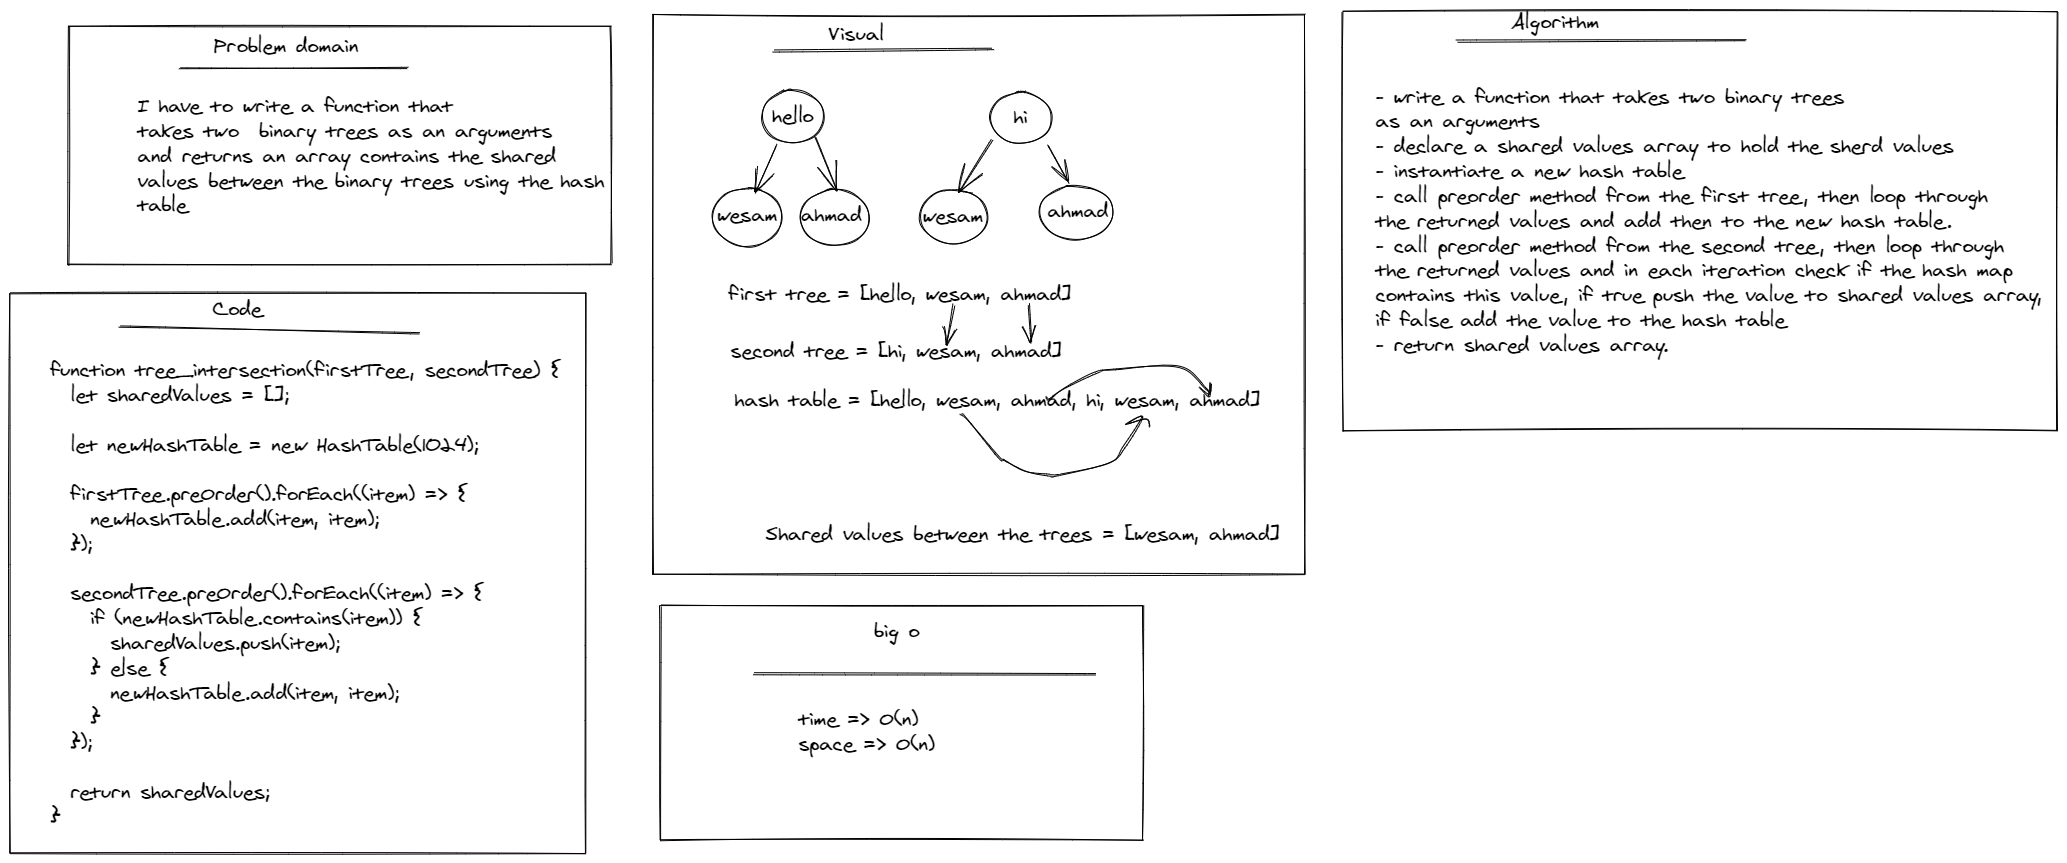 Problem domain
I have to write a function that
takes two binary trees as an arguments
and returns an array contains the shared
values between the binary trees using the hash
table
Code
function tree_intersection(firstTree, secondTree) {
let sharedValues = [];
let newHashTable = new HashTable(1024);
firstTree.preOrder().forEach((item) => {
newHashTable.add(item, item);
});
secondTree.preOrder().forEach((item) => {
if (newHashTable.contains(item)) {
sharedValues.push(item);
} else {
newHashTable.add(item, item);
}
});
return sharedValues;
}
Visual
hello
hi
wesam
ahmad
wesam
ahmad
first tree = [hello, wesam, ahmad]
second tree = [hi, wesam, ahmad]
hash table = [hello, wesam, ahmad, hi, wesam, ahmad]
Shared values between the trees = [wesam, ahmad]
big o
time => O(n)
space => O(n)
Algorithm
- write a function that takes two binary trees
as an arguments
- declare a shared values array to hold the sherd values
- instantiate a new hash table
- call preorder method from the first tree, then loop through
the returned values and add then to the new hash table.
- call preorder method from the second tree, then loop through
the returned values and in each iteration check if the hash map
contains this value, if true push the value to shared values array,
if false add the value to the hash table
- return shared values array.